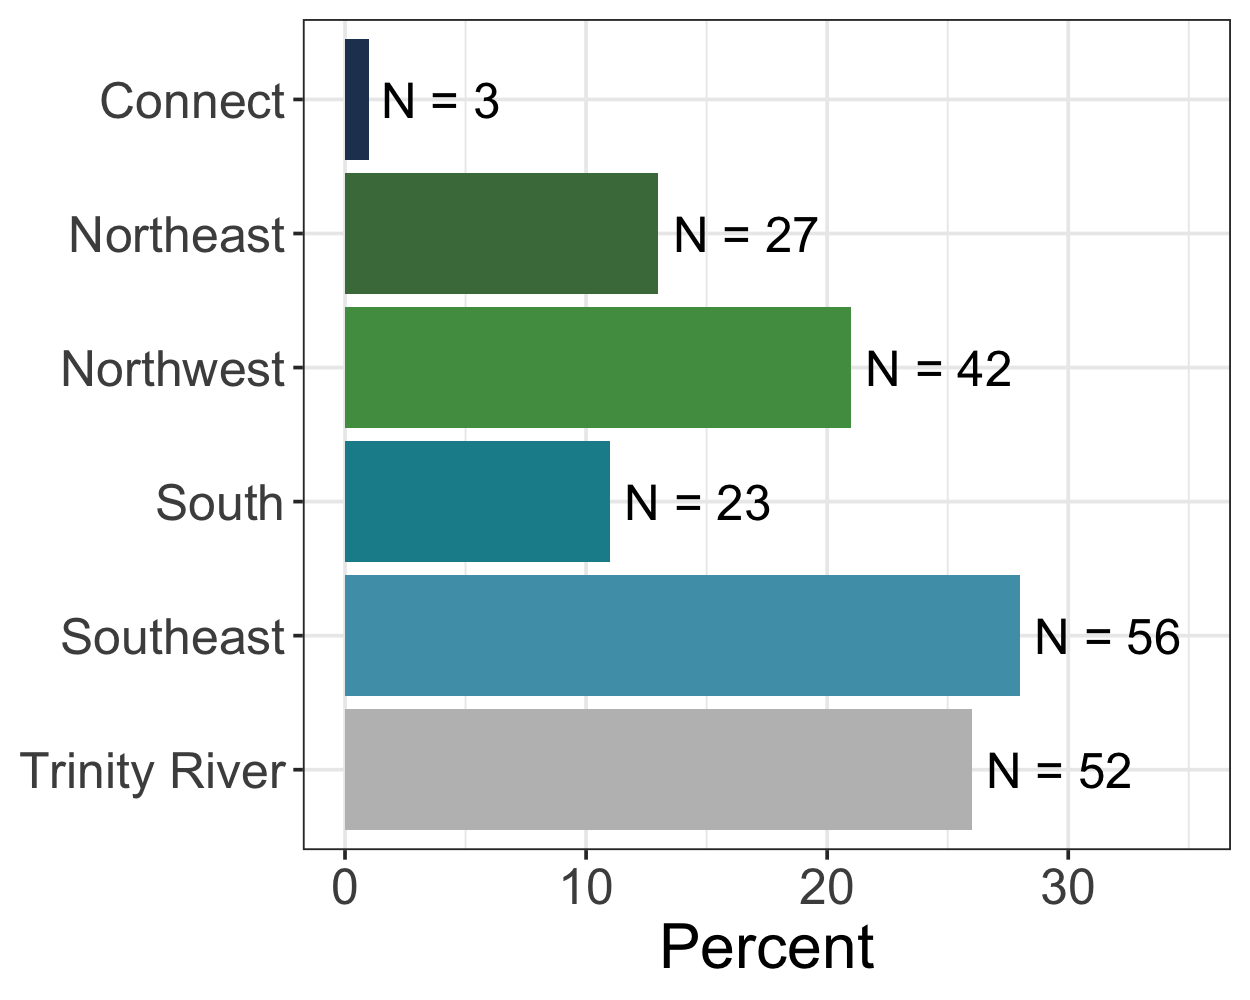 Connect N = 3
Northeast N = 27
Northwest N = 42
South N = 23
Southeast N = 56
Trinity River N = 52
0 10 20 30
Percent